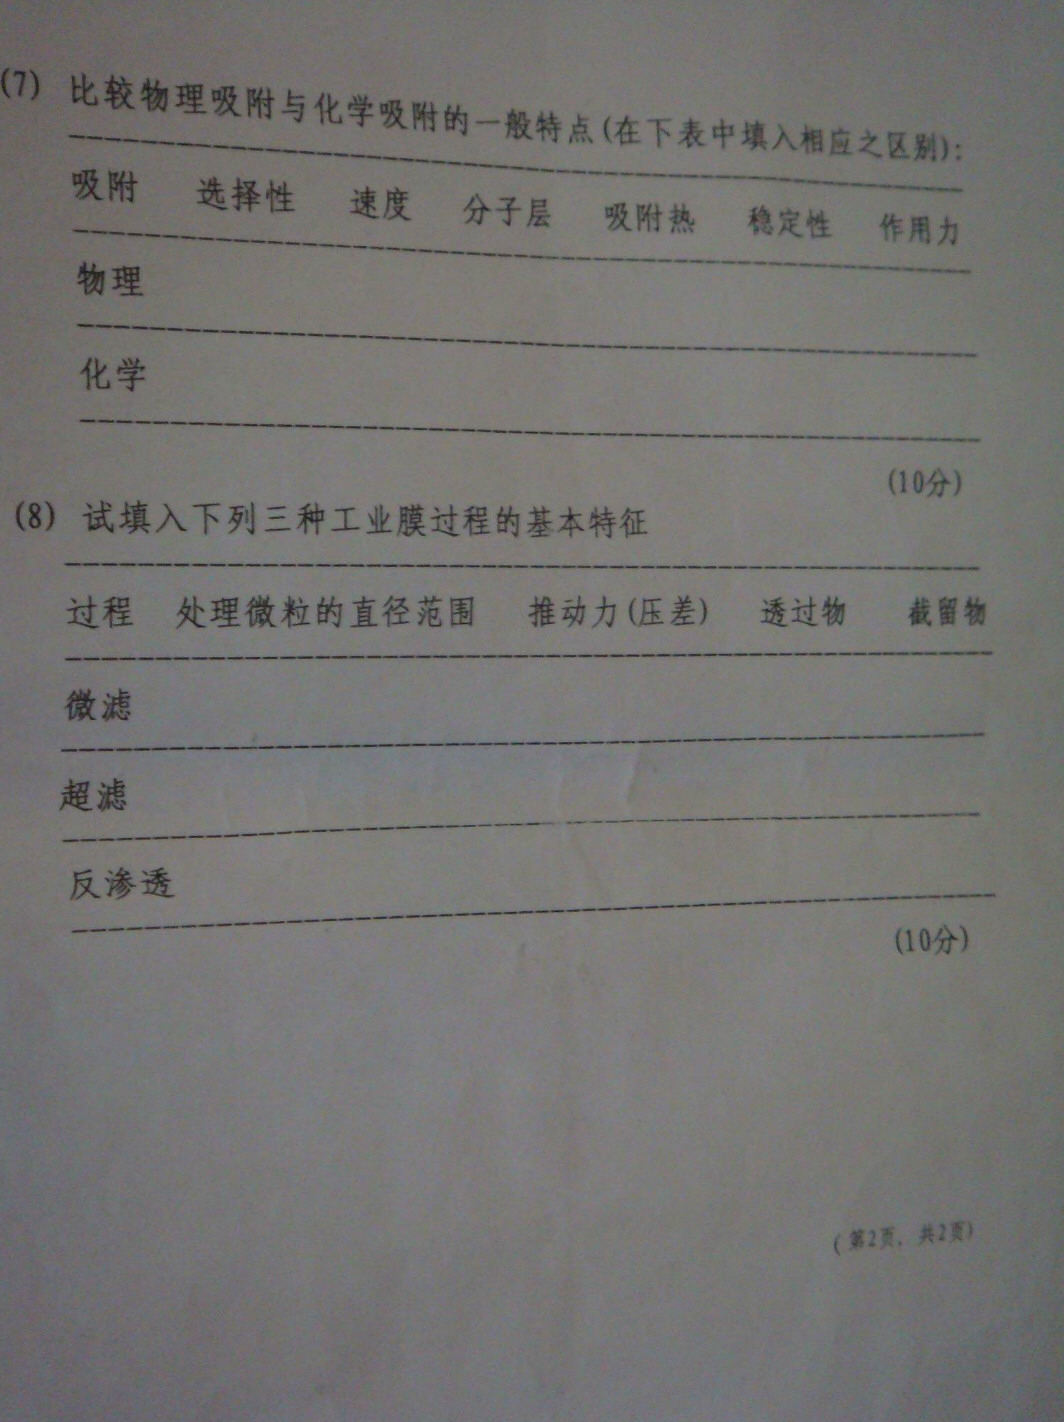 (7) 比较物理吸附与化学吸附的一般特点(在下表中填入相应之区别):
吸附 选择性 速度 分子层 吸附热 稳定性 作用力
物理
化学
(10分)
(8) 试填入下列三种工业膜过程的基本特征
过程 处理微粒的直径范围 推动力(压差) 透过物 截留物
微滤
超滤
反渗透
(10分)
(第2页, 共2页)